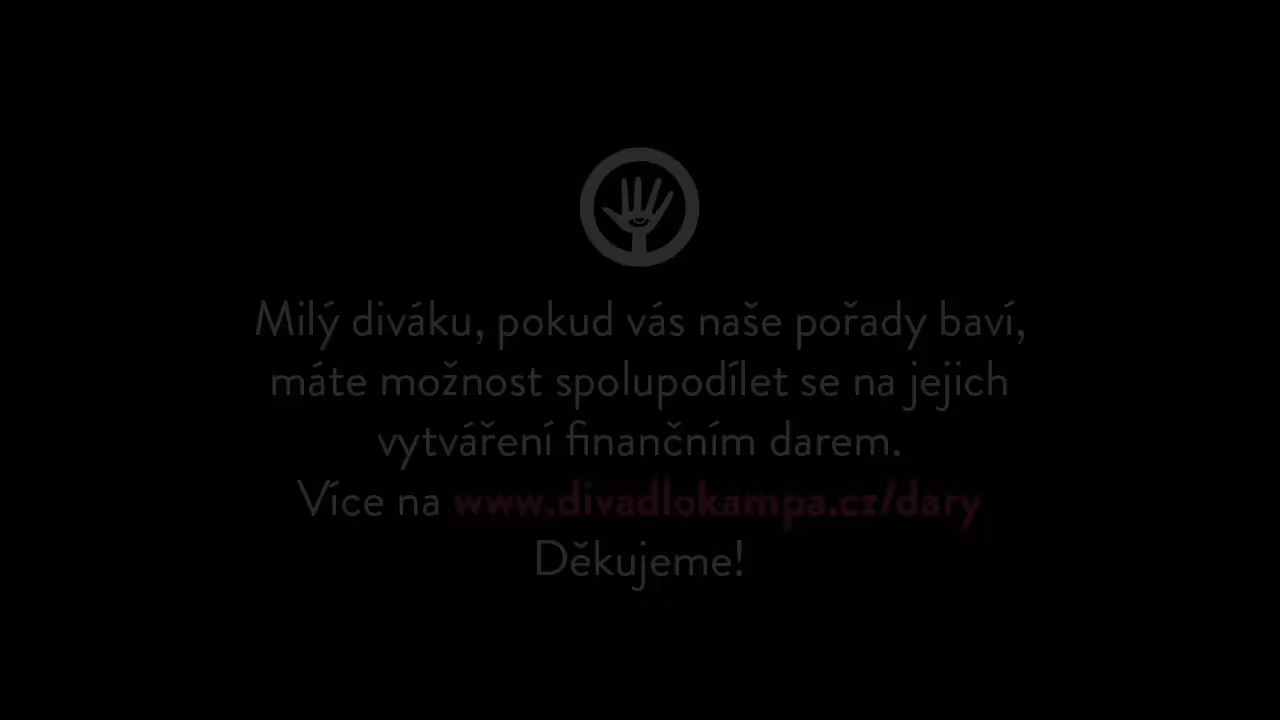 Milý diváku, pokud vás naše pořady baví,
máte možnost spolupodílet se na jejich
vytváření finančním darem.
Více na www.divadlokampa.cz/dary
Děkujeme!